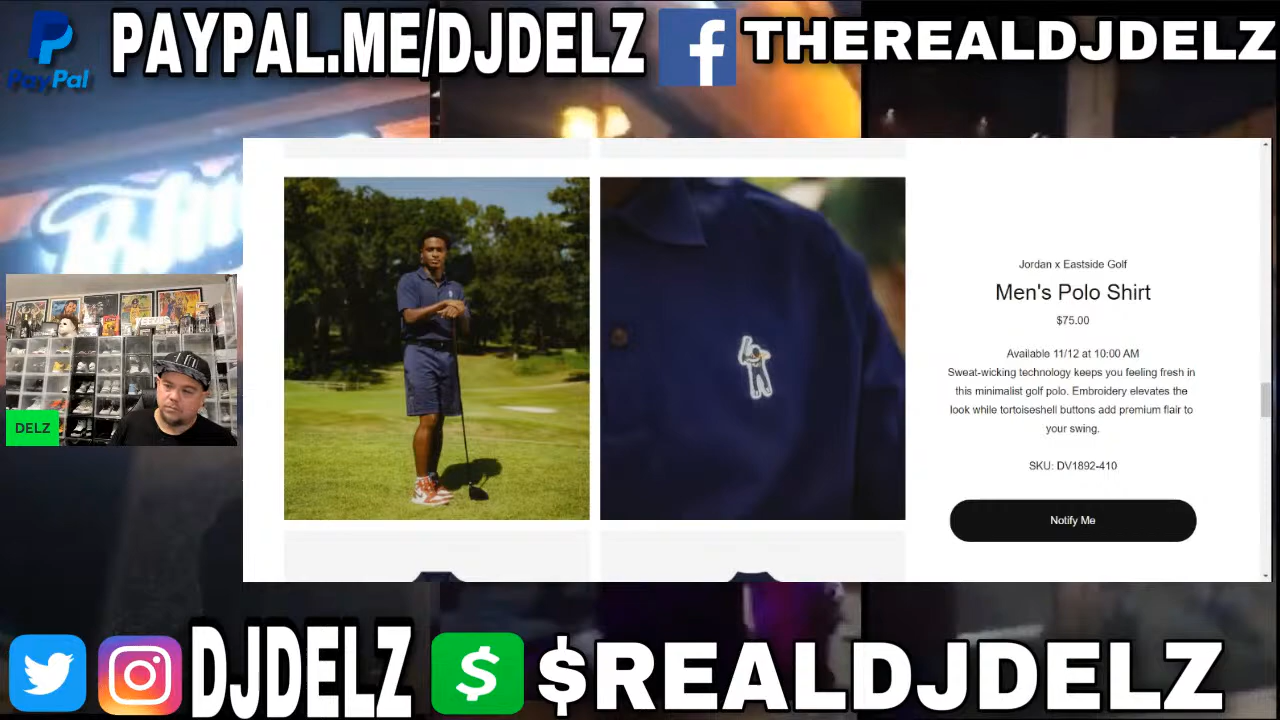 PAYPAL.ME/DJDELZ
THEREALDJDELZ
PayPal
Jordan x Eastside Golf
Men's Polo Shirt
$75.00
Available 11/12 at 10:00 AM
Sweat-wicking technology keeps you feeling fresh in
this minimalist golf polo. Embroidery elevates the
look while tortoiseshell buttons add premium flair to
your swing.
SKU: DV1892-410
Notify Me
DELZ
DJDELZ
$REALDJDELZ